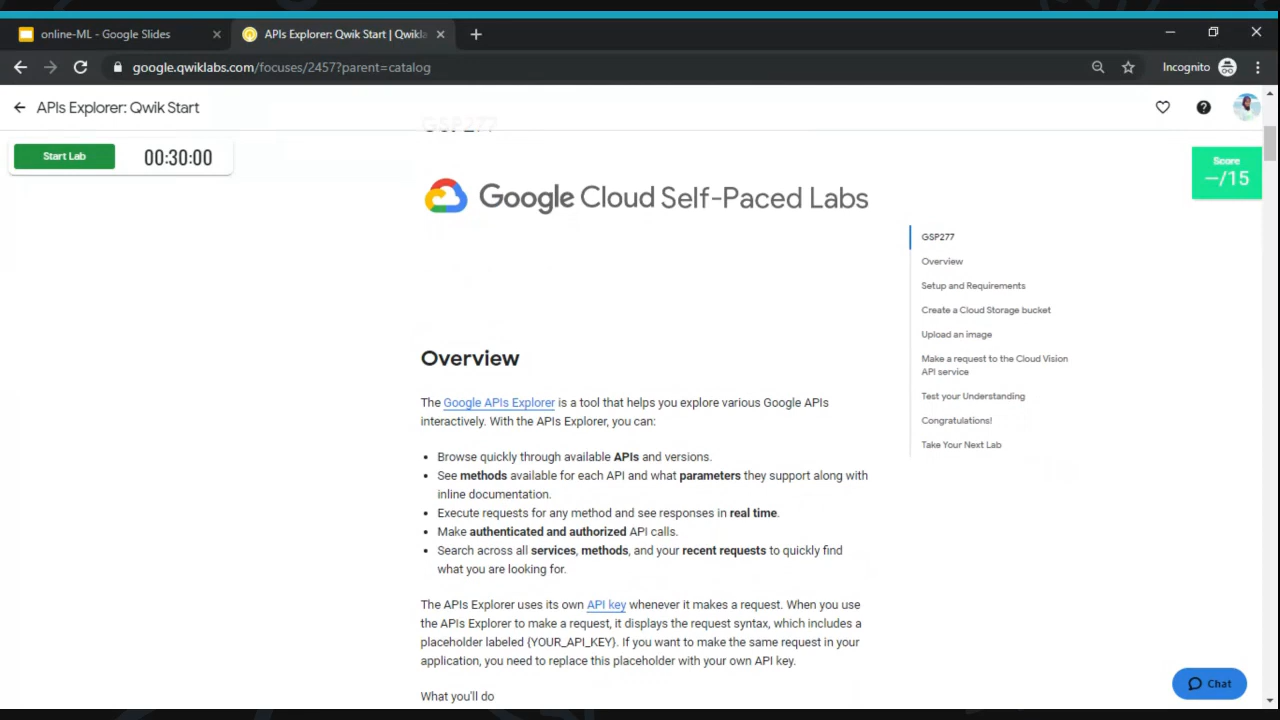 online-ML - Google Slides
APIs Explorer: Qwik Start | Qwikla
google.qwiklabs.com/focuses/2457?parent=catalog
Incognito
APIs Explorer: Qwik Start
GSP277
Start Lab
00:30:00
Score
—/15
Google Cloud Self-Paced Labs
GSP277
Overview
Setup and Requirements
Create a Cloud Storage bucket
Upload an image
Make a request to the Cloud Vision
API service
Test your Understanding
Congratulations!
Take Your Next Lab
Overview
The Google APIs Explorer is a tool that helps you explore various Google APIs
interactively. With the APIs Explorer, you can:
• Browse quickly through available APIs and versions.
• See methods available for each API and what parameters they support along with
inline documentation.
• Execute requests for any method and see responses in real time.
• Make authenticated and authorized API calls.
• Search across all services, methods, and your recent requests to quickly find
what you are looking for.
The APIs Explorer uses its own API key whenever it makes a request. When you use
the APIs Explorer to make a request, it displays the request syntax, which includes a
placeholder labeled {YOUR_API_KEY}. If you want to make the same request in your
application, you need to replace this placeholder with your own API key.
What you'll do
Chat